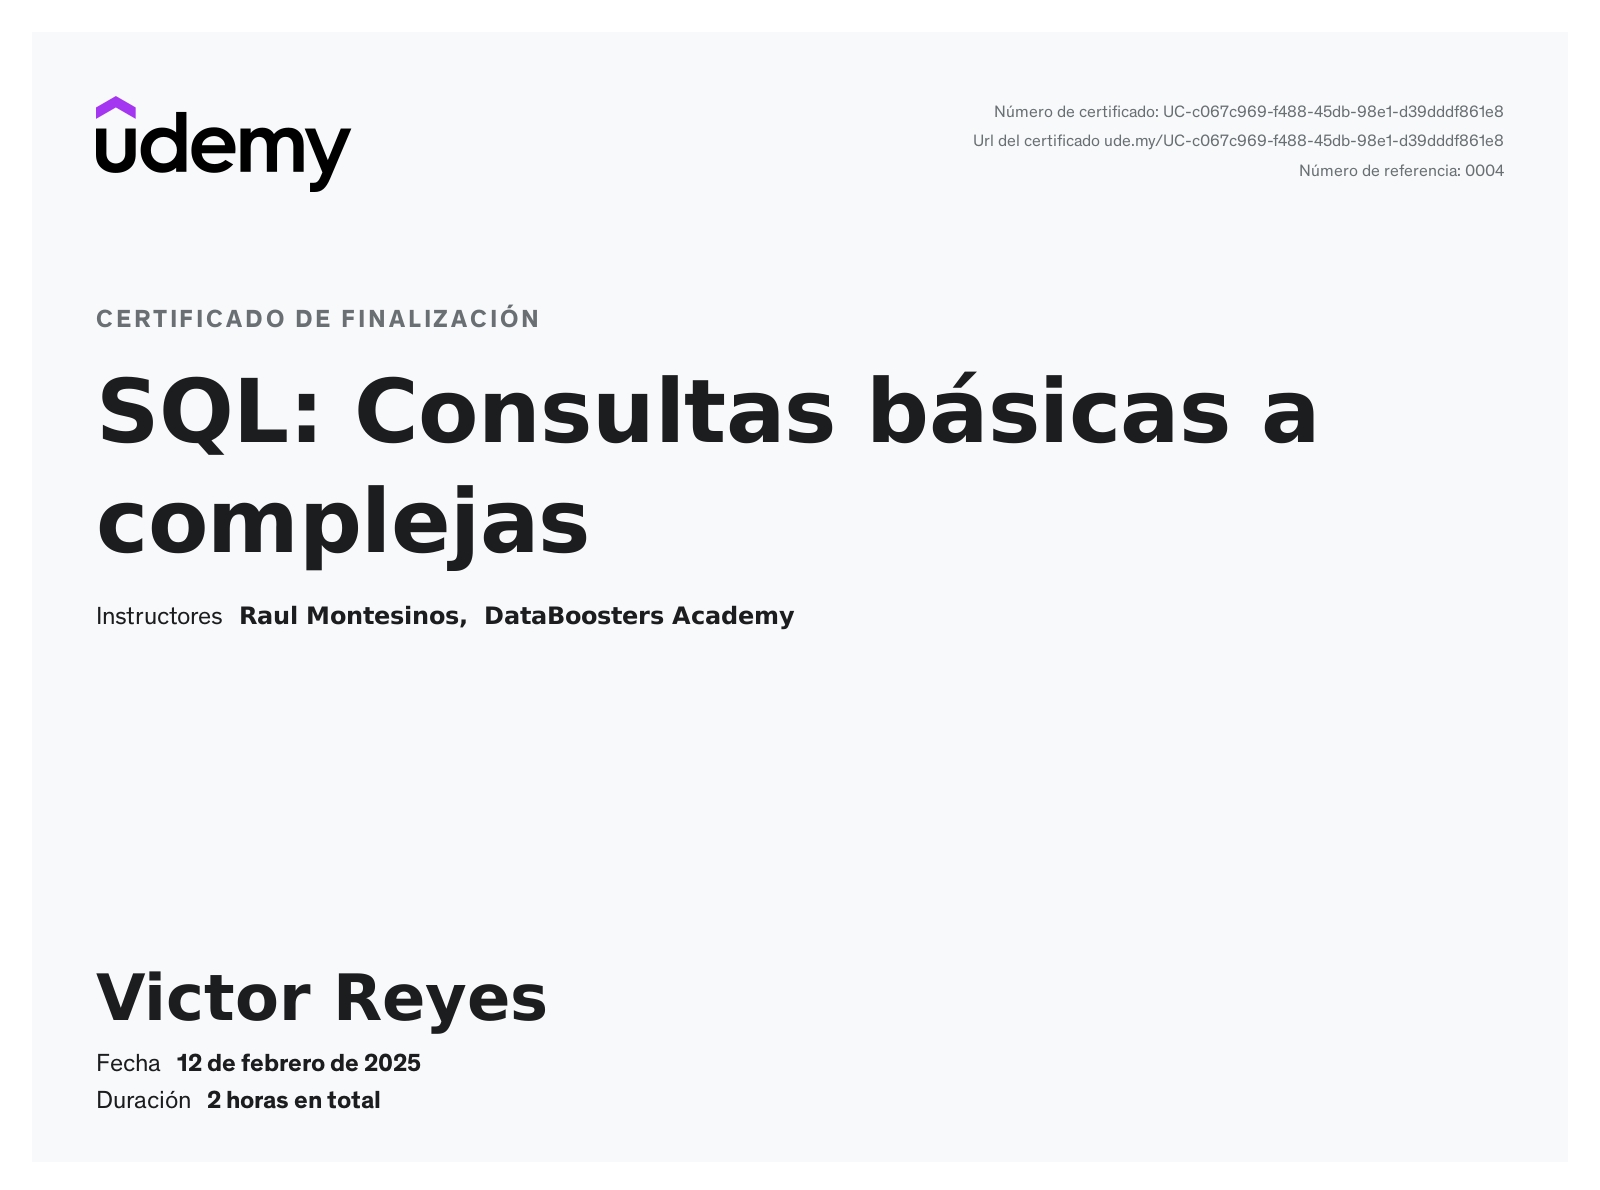 udemy
Número de certificado: UC-c067c969-f488-45db-98e1-d39dddf861e8
Url del certificado ude.my/UC-c067c969-f488-45db-98e1-d39dddf861e8
Número de referencia: 0004
CERTIFICADO DE FINALIZACIÓN
SQL: Consultas básicas a
complejas
Instructores Raul Montesinos, DataBoosters Academy
Victor Reyes
Fecha 12 de febrero de 2025
Duración 2 horas en total